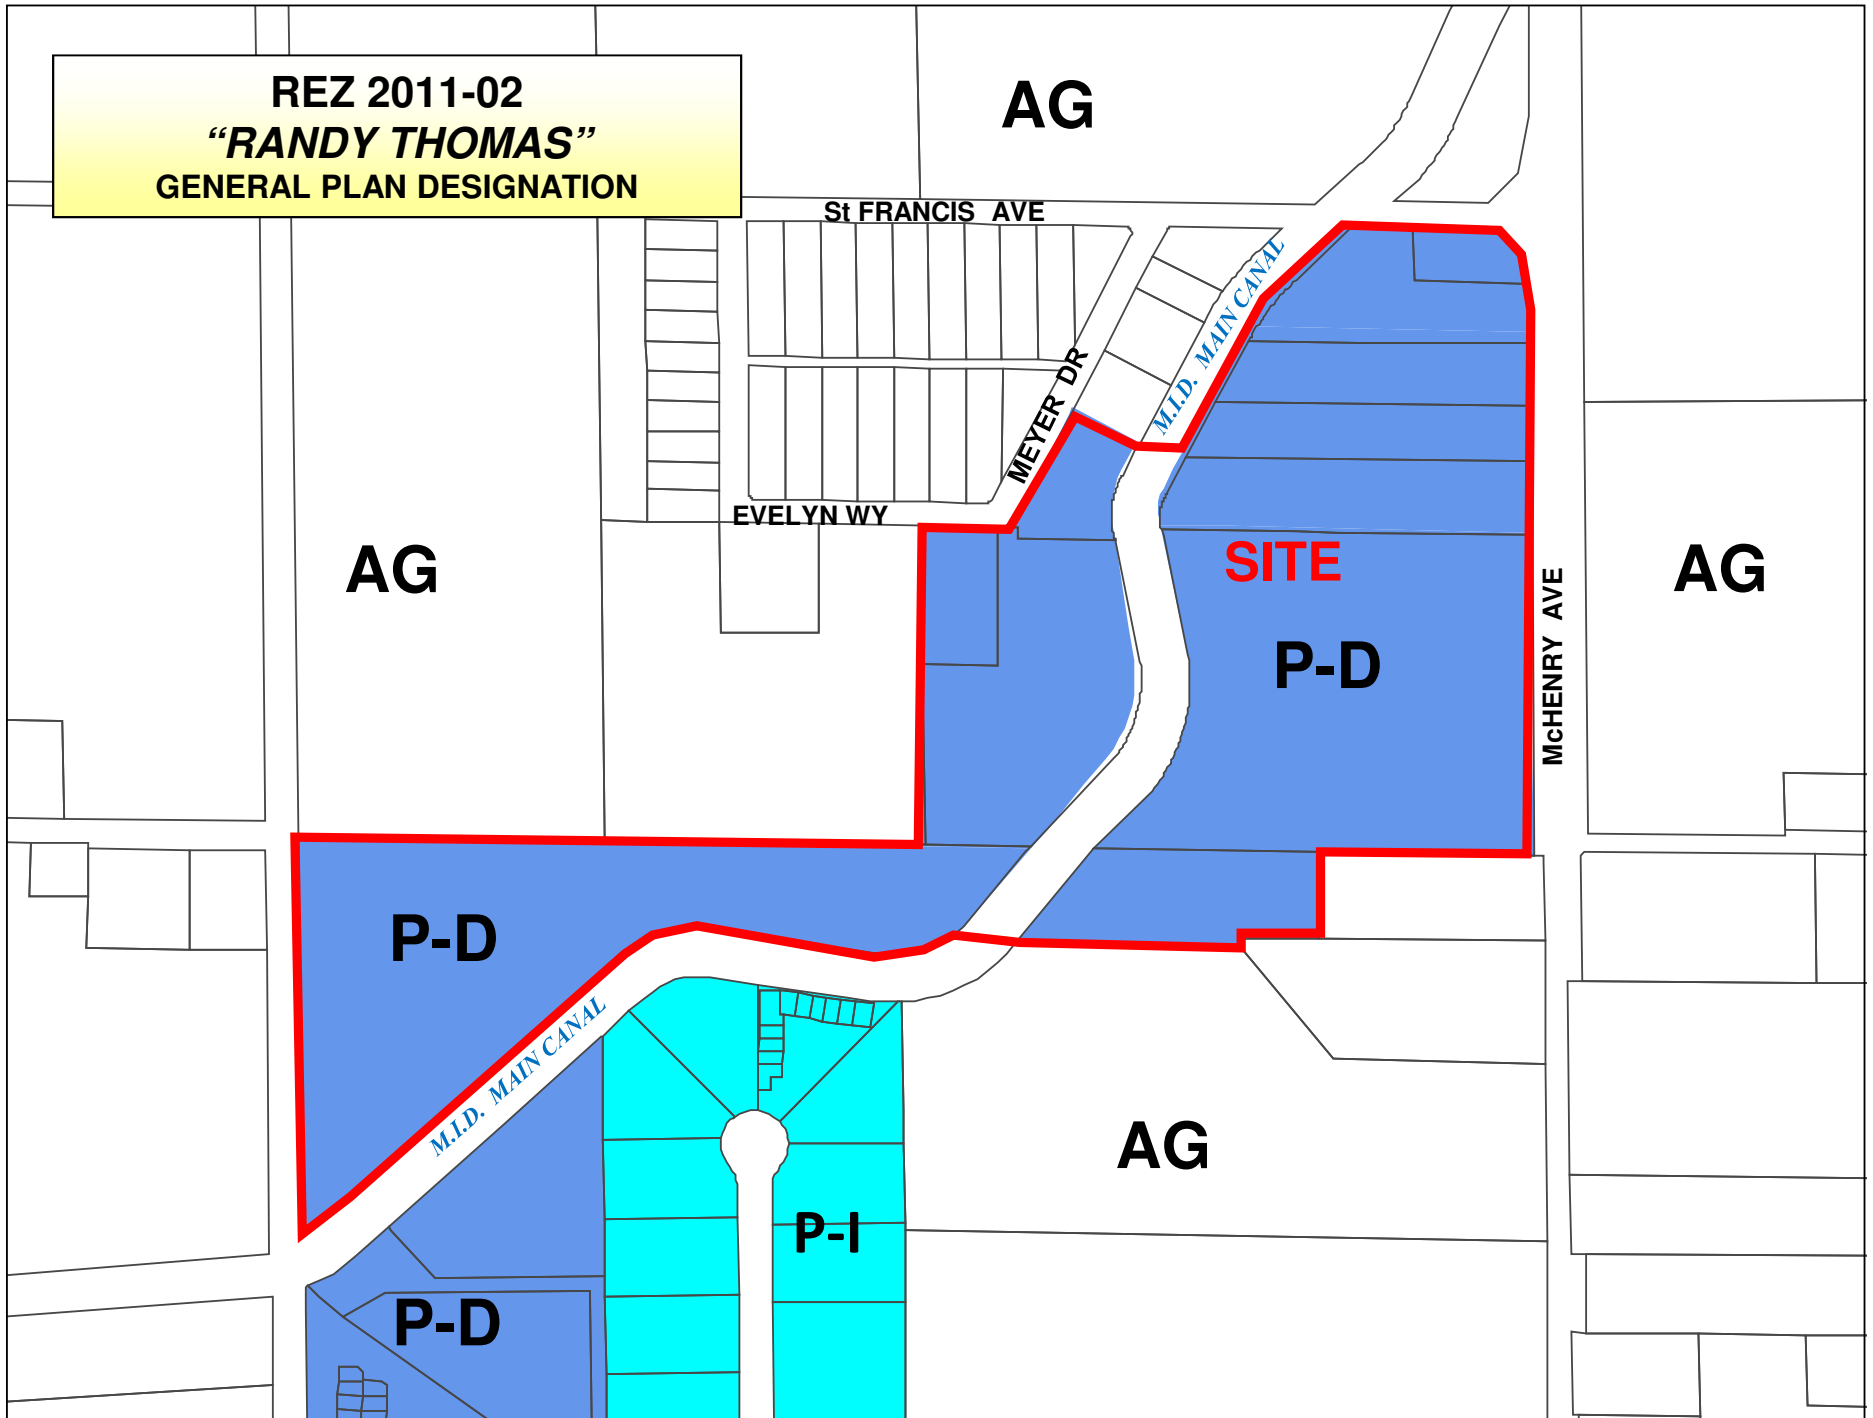 REZ 2011-02
“RANDY THOMAS”
GENERAL PLAN DESIGNATION
AG
St FRANCIS AVE
M.I.D. MAIN CANAL
MEYER DR
EVELYN WY
SITE
AG
AG
McHENRY AVE
P-D
P-D
M.I.D. MAIN CANAL
AG
P-I
P-D